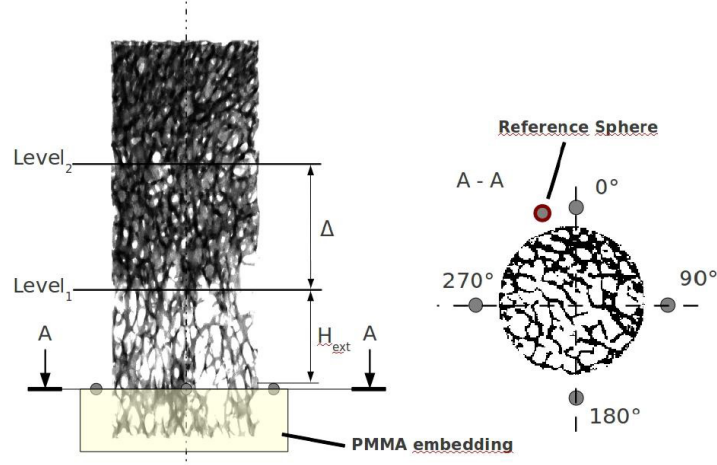 Reference Sphere
A - A
0°
Level2
Δ
Level1
270°
90°
A
A
Hext
180°
PMMA embedding